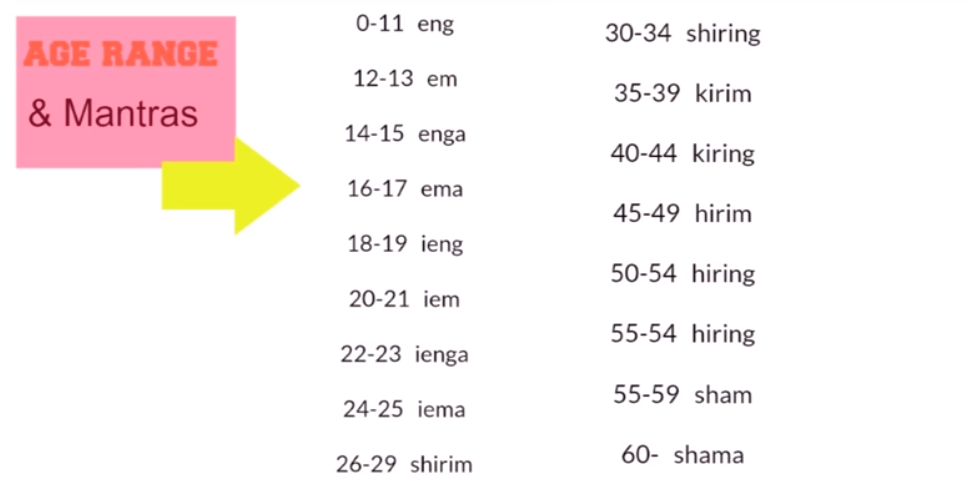 AGE RANGE
& Mantras
0-11 eng
12-13 em
14-15 enga
16-17 ema
18-19 ieng
20-21 iem
22-23 ienga
24-25 iema
26-29 shirim
30-34 shiring
35-39 kirim
40-44 kiring
45-49 hirim
50-54 hiring
55-54 hiring
55-59 sham
60- shama